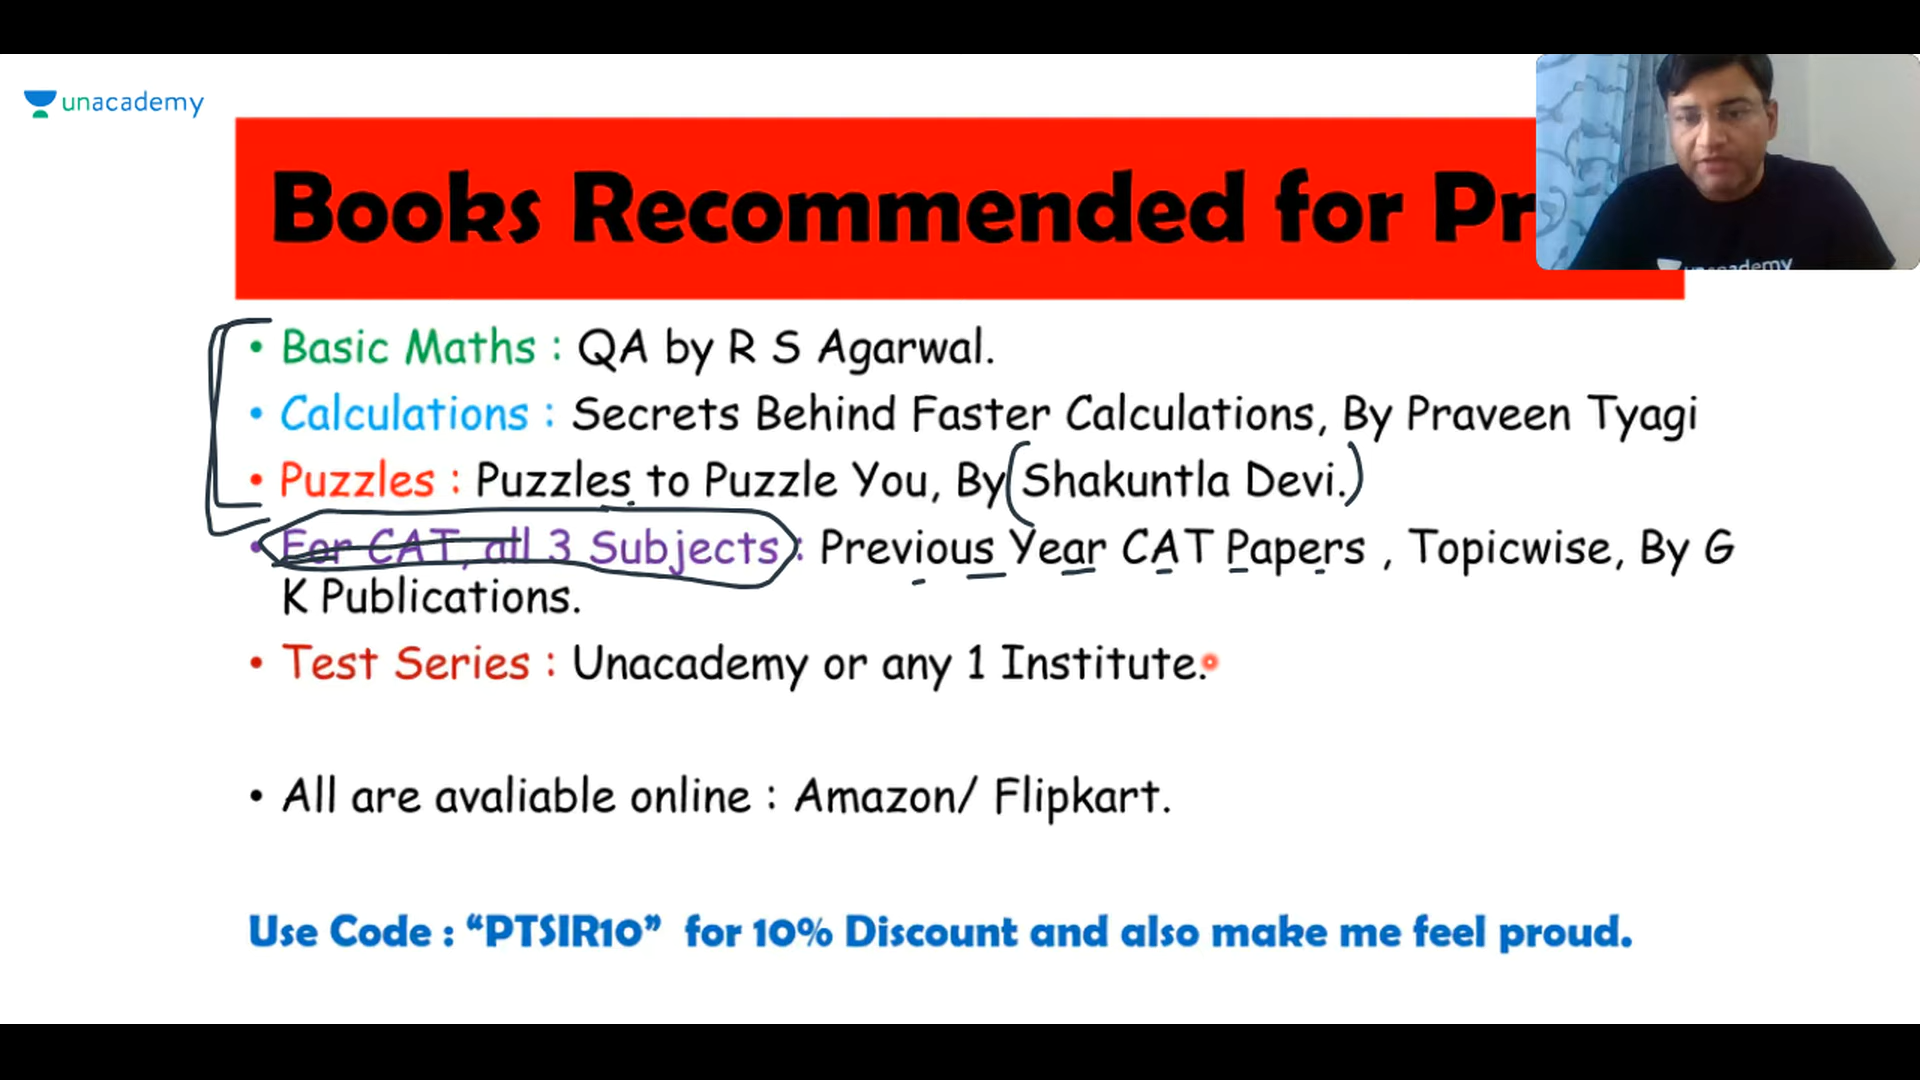 unacademy
Books Recommended for Pr
• Basic Maths : QA by R S Agarwal.
• Calculations : Secrets Behind Faster Calculations, By Praveen Tyagi
• Puzzles : Puzzles to Puzzle You, By (Shakuntla Devi.)
• For CAT, all 3 Subjects : Previous Year CAT Papers , Topicwise, By G
K Publications.
• Test Series : Unacademy or any 1 Institute.
• All are avaliable online : Amazon/ Flipkart.
Use Code : “PTSIR10” for 10% Discount and also make me feel proud.